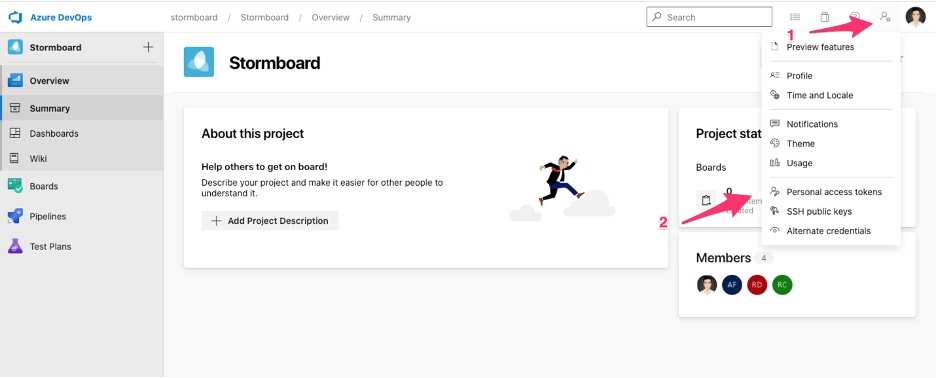 Azure DevOps
stormboard / Stormboard / Overview / Summary
Search
1
Stormboard
Overview
Summary
Dashboards
Wiki
Boards
Pipelines
Test Plans
Stormboard
About this project
Help others to get on board!
Describe your project and make it easier for other people to
understand it.
Add Project Description
Project stat
Boards
0
2
Members 4
AF RD RC
Preview features
Profile
Time and Locale
Notifications
Theme
Usage
Personal access tokens
SSH public keys
Alternate credentials